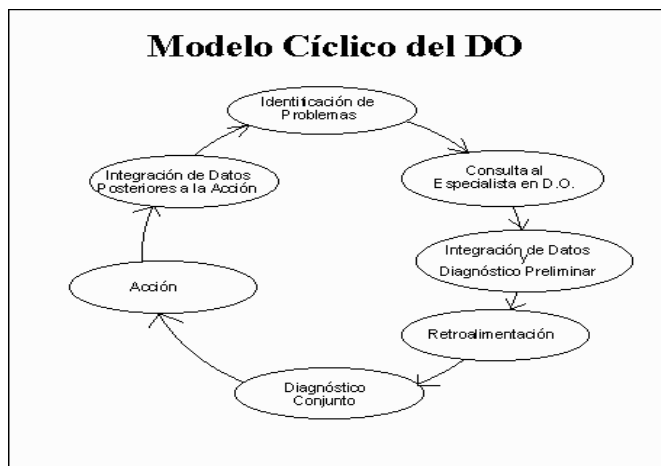 Modelo Cíclico del DO
Identificación de
Problemas
Consulta al
Especialista en D.O.
Integración de Datos
y
Diagnóstico Preliminar
Retroalimentación
Diagnóstico
Conjunto
Acción
Integración de Datos
Posteriores a la Acción